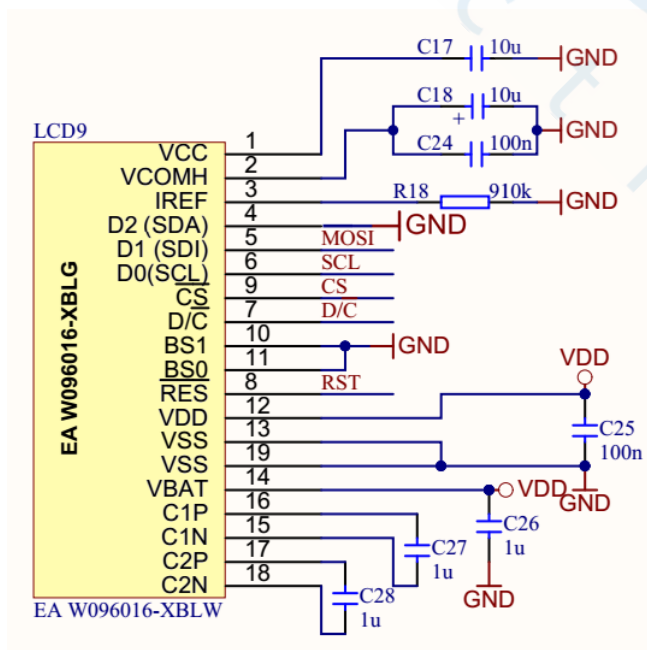 C17 10u GND
C18 10u
+
GND
C24 100n
LCD9
VCC 1
VCOMH 2
IREF 3 R18 910k GND
D2 (SDA) 4 GND
D1 (SDI) 5 MOSI
D0(SCL) 6 SCL
CS 9 CS
D/C 7 D/C
BS1 10 GND
BS0 11
RES 8 RST
VDD 12 VDD
VSS 13 C25
VSS 19 100n
GND
VBAT 14 VDD
C1P 16 C26
C1N 15 1u
C27
1u
C2P 17 GND
C2N 18 C28
1u
EA W096016-XBLG
EA W096016-XBLW